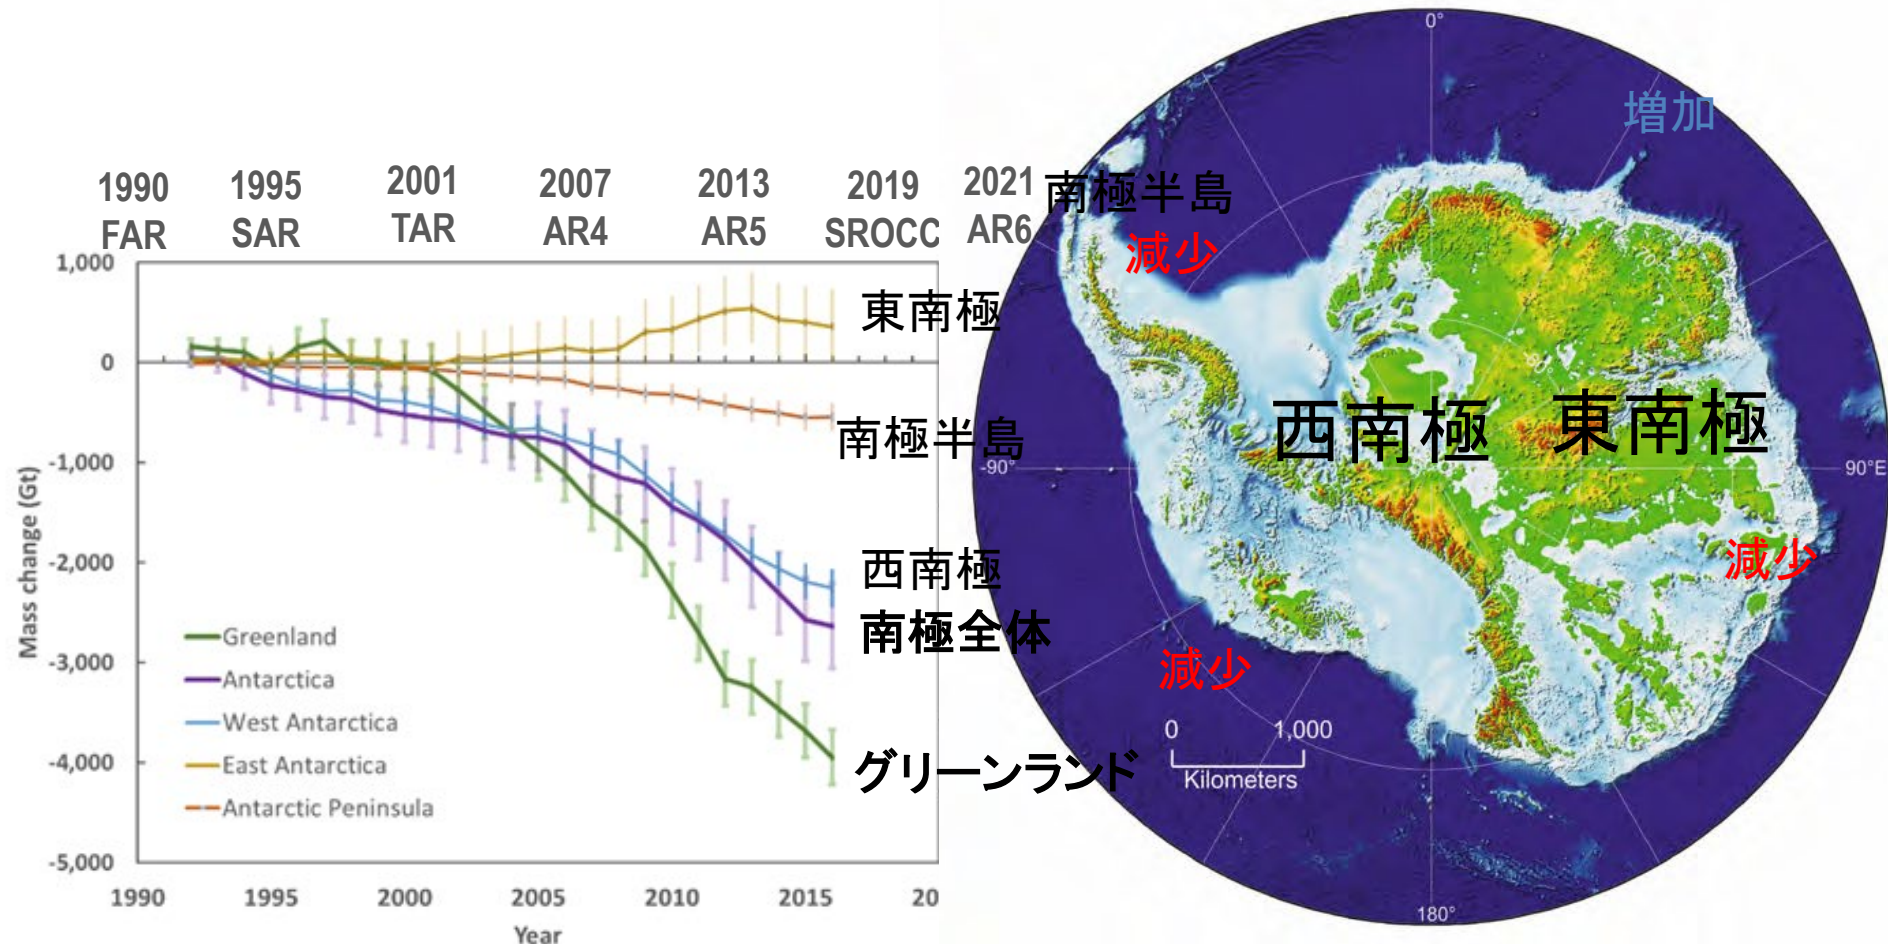 1990 1995 2001 2007 2013 2019 2021
FAR SAR TAR AR4 AR5 SROCC AR6
1,000
0
-1,000
-2,000
-3,000
-4,000
-5,000
Mass change (Gt)
1990 1995 2000 2005 2010 2015 20
Year
Greenland
Antarctica
West Antarctica
East Antarctica
Antarctic Peninsula
東南極
南極半島
西南極
南極全体
グリーンランド
0°
増加
南極半島
減少
西南極
東南極
-90°
90°E
減少
減少
0 1,000
Kilometers
180°